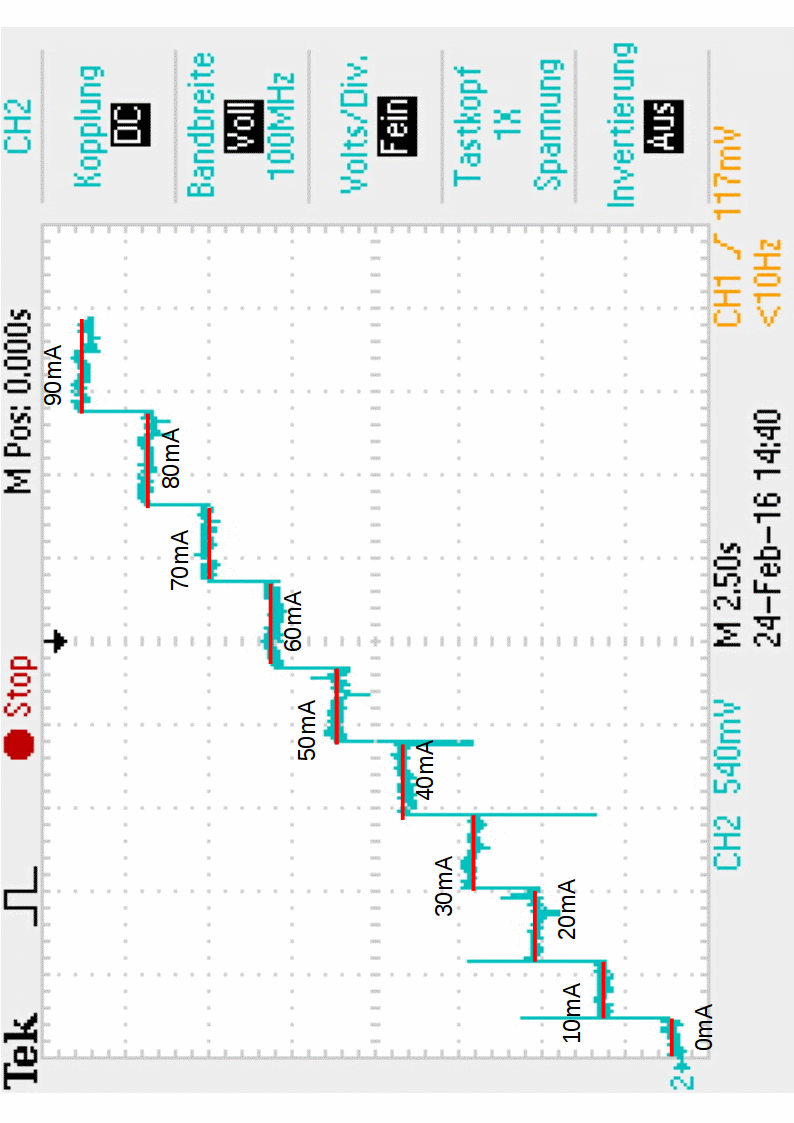 Tek
Stop
M Pos: 0.000s
CH2
Kopplung
DC
Bandbreite
Voll
100MHz
Volts/Div.
Fein
Tastkopf
1X
Spannung
Invertierung
Aus
90mA
80mA
70mA
60mA
50mA
40mA
30mA
20mA
10mA
0mA
2
CH2 540mV
M 2.50s
CH1 / 117mV
24-Feb-16 14:40
<10Hz